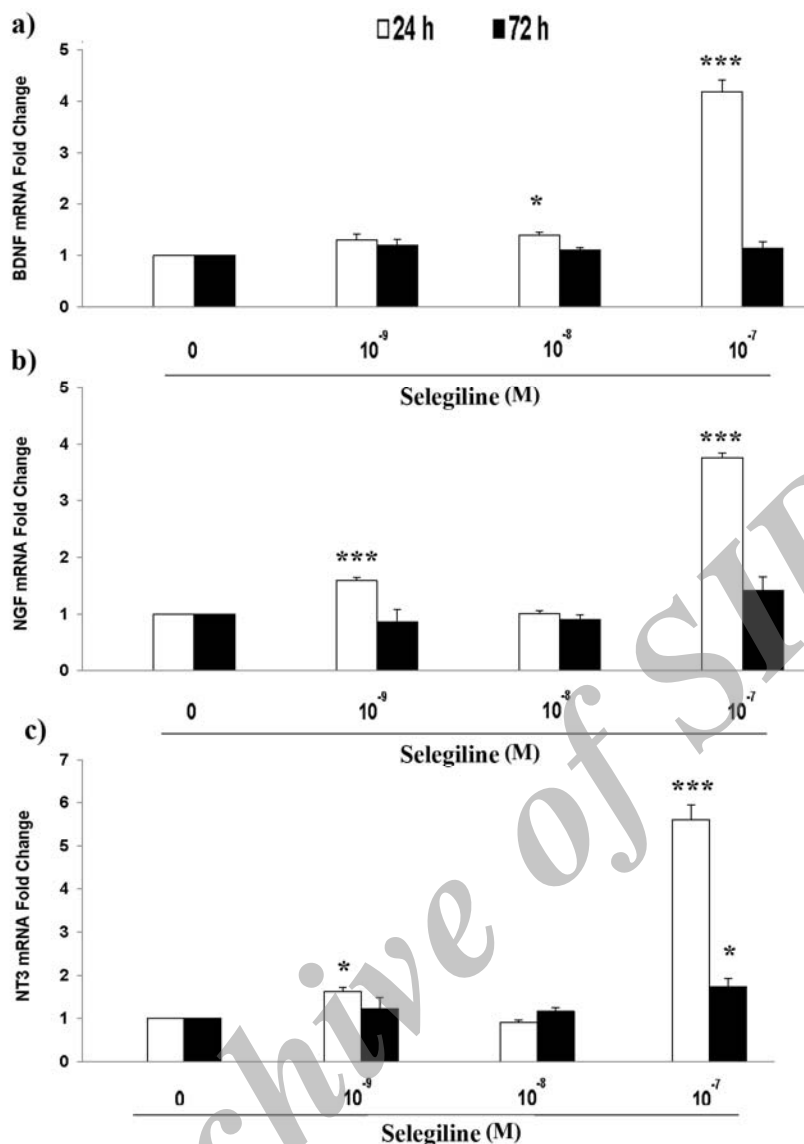 a)
24 h 72 h
BDNF mRNA Fold Change
5
4
3
2
1
0
***
*
0 10⁻⁹ 10⁻⁸ 10⁻⁷
Selegiline (M)
b)
NGF mRNA Fold Change
5
4
3
2
1
0
***
***
0 10⁻⁹ 10⁻⁸ 10⁻⁷
Selegiline (M)
c)
NT3 mRNA Fold Change
7
6
5
4
3
2
1
0
***
*
*
0 10⁻⁹ 10⁻⁸ 10⁻⁷
Selegiline (M)
chive of SI